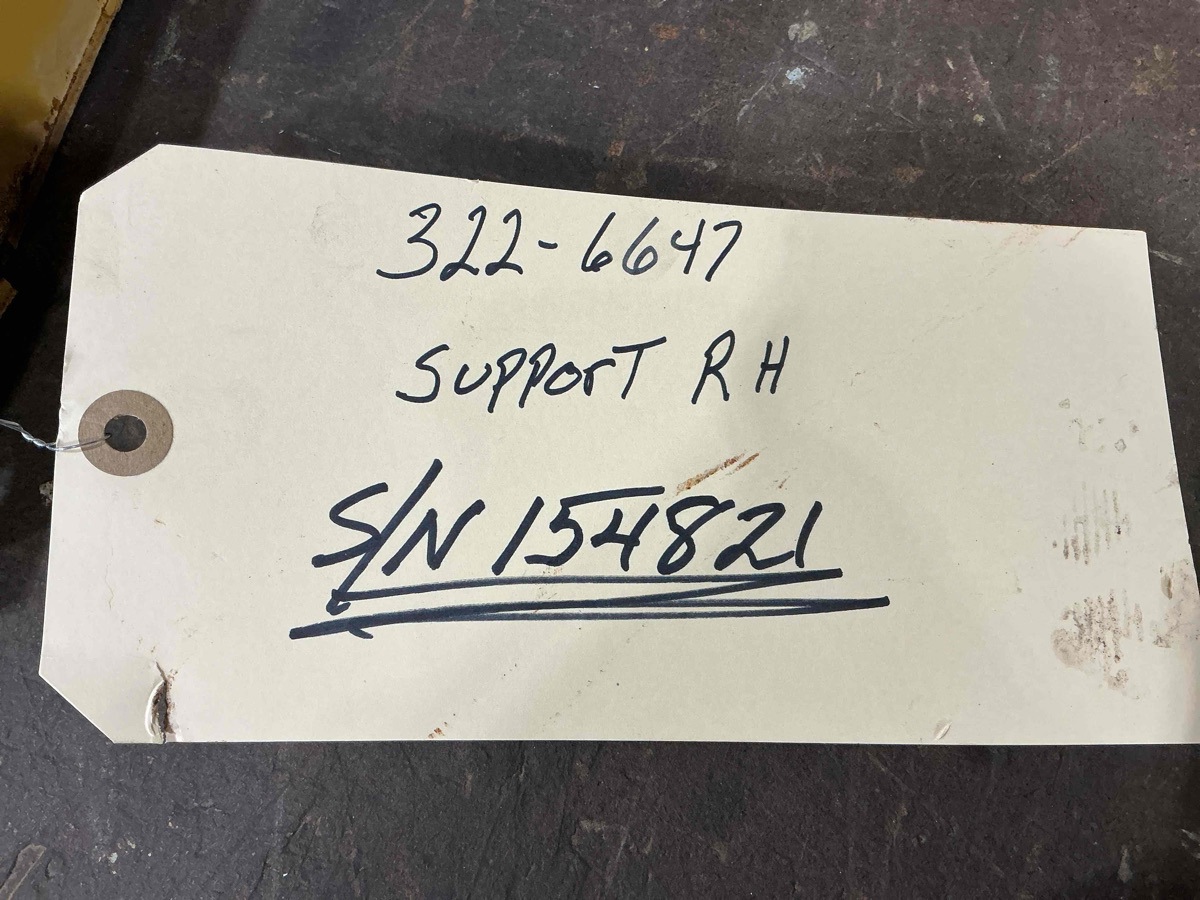 322-6647
SUPPORT RH
S/N 154821